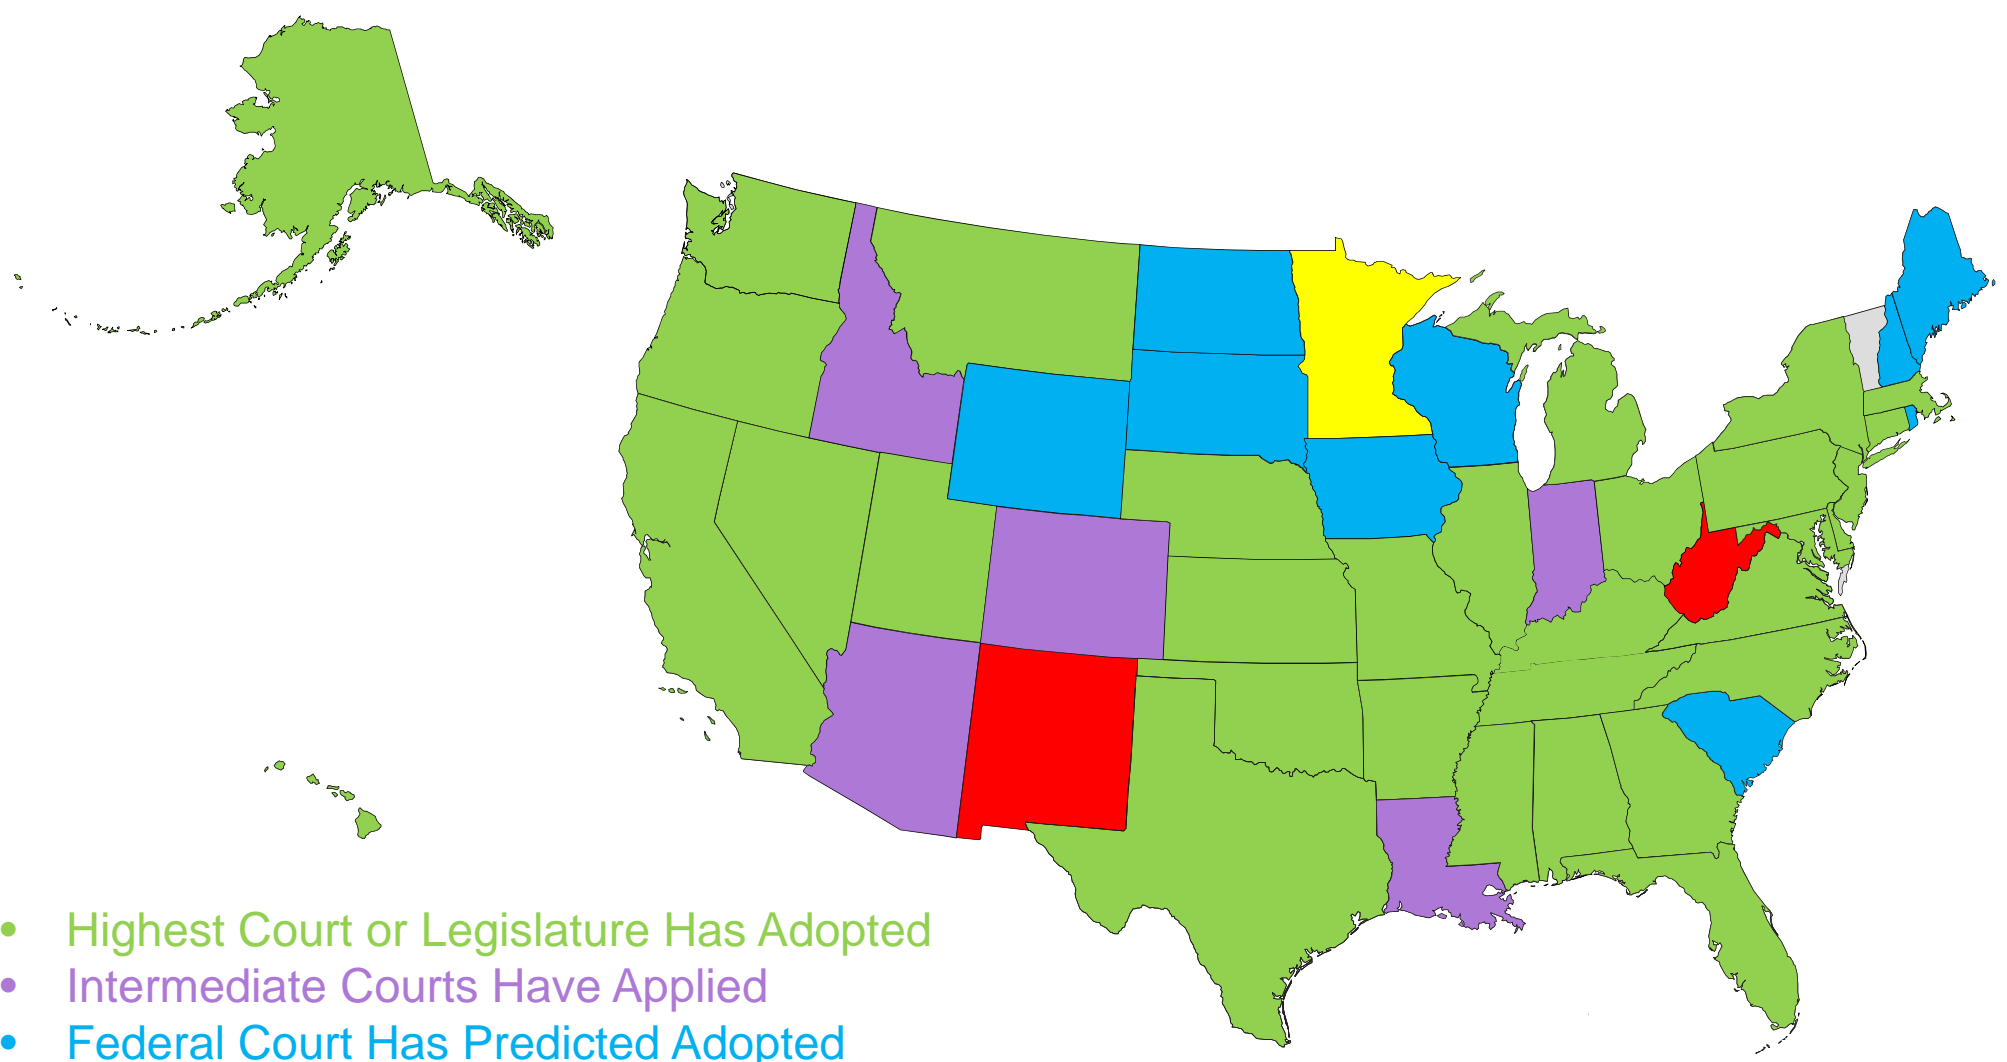 • Highest Court or Legislature Has Adopted
• Intermediate Courts Have Applied
• Federal Court Has Predicted Adopted